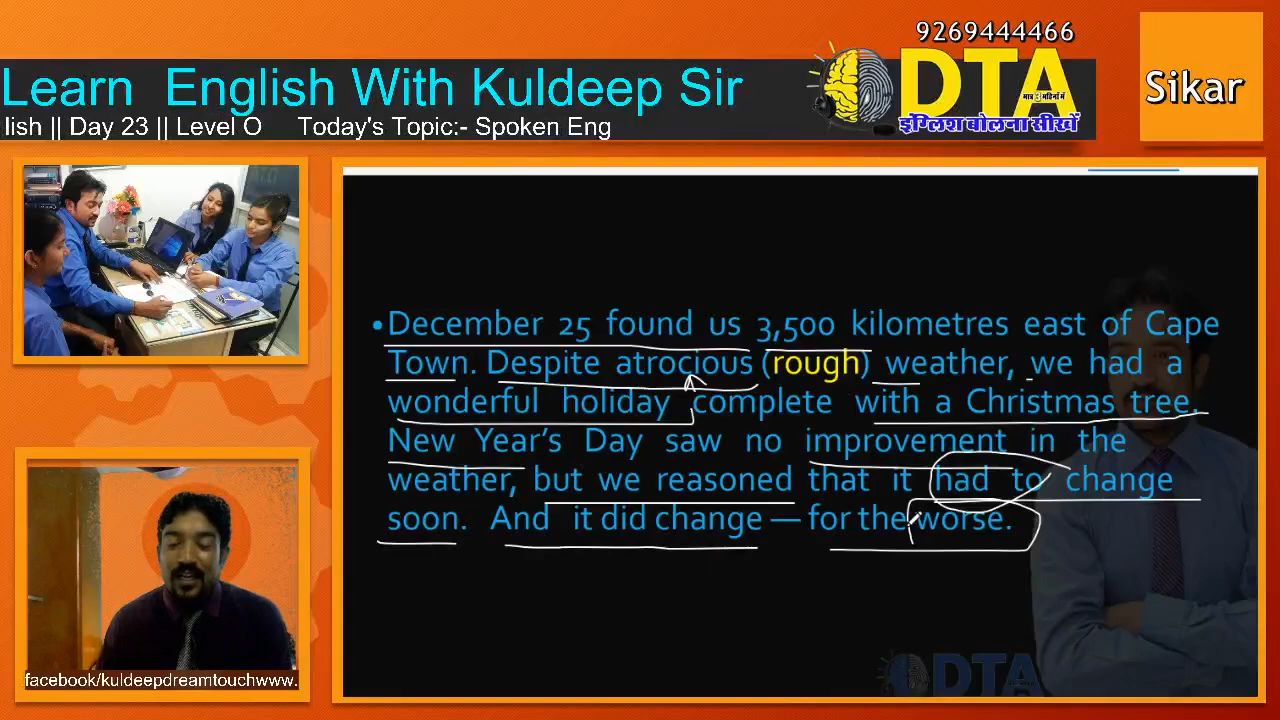 9269444466
Learn English With Kuldeep Sir
lish || Day 23 || Level O Today's Topic:- Spoken Eng
DTA
मात्र 3 महिनों में
इंग्लिश बोलना सीखें
Sikar
• December 25 found us 3,500 kilometres east of Cape
Town. Despite atrocious (rough) weather, we had a
wonderful holiday complete with a Christmas tree.
New Year's Day saw no improvement in the
weather, but we reasoned that it had to change
soon. And it did change — for the worse.
facebook/kuldeepdreamtouchwww.
DTA